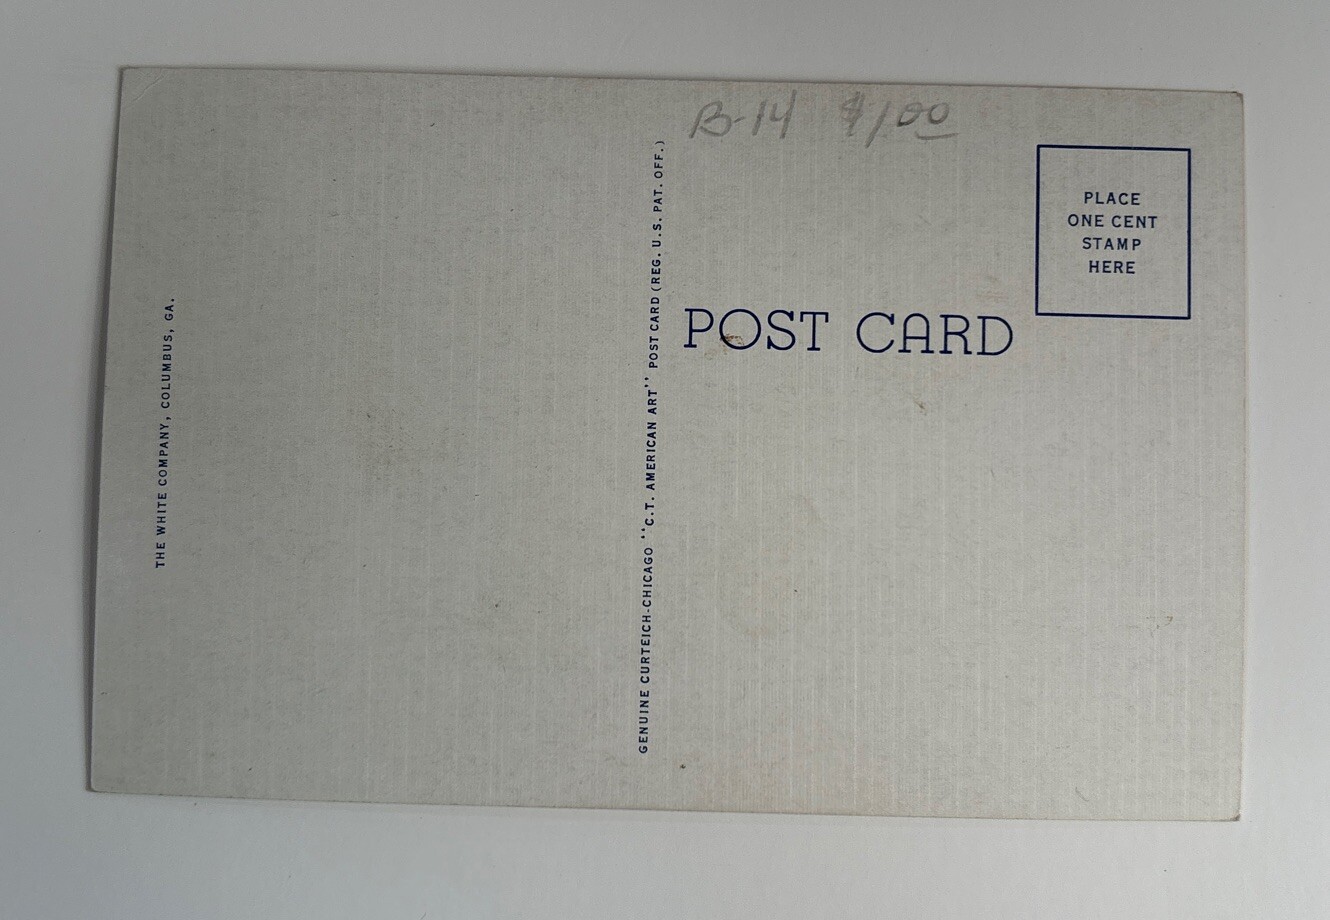 B-14 $1.00
PLACE
ONE CENT
STAMP
HERE
POST CARD
GENUINE CURTEICH-CHICAGO "C.T. AMERICAN ART" POST CARD (REG. U.S. PAT. OFF.)
THE WHITE COMPANY, COLUMBUS, GA.